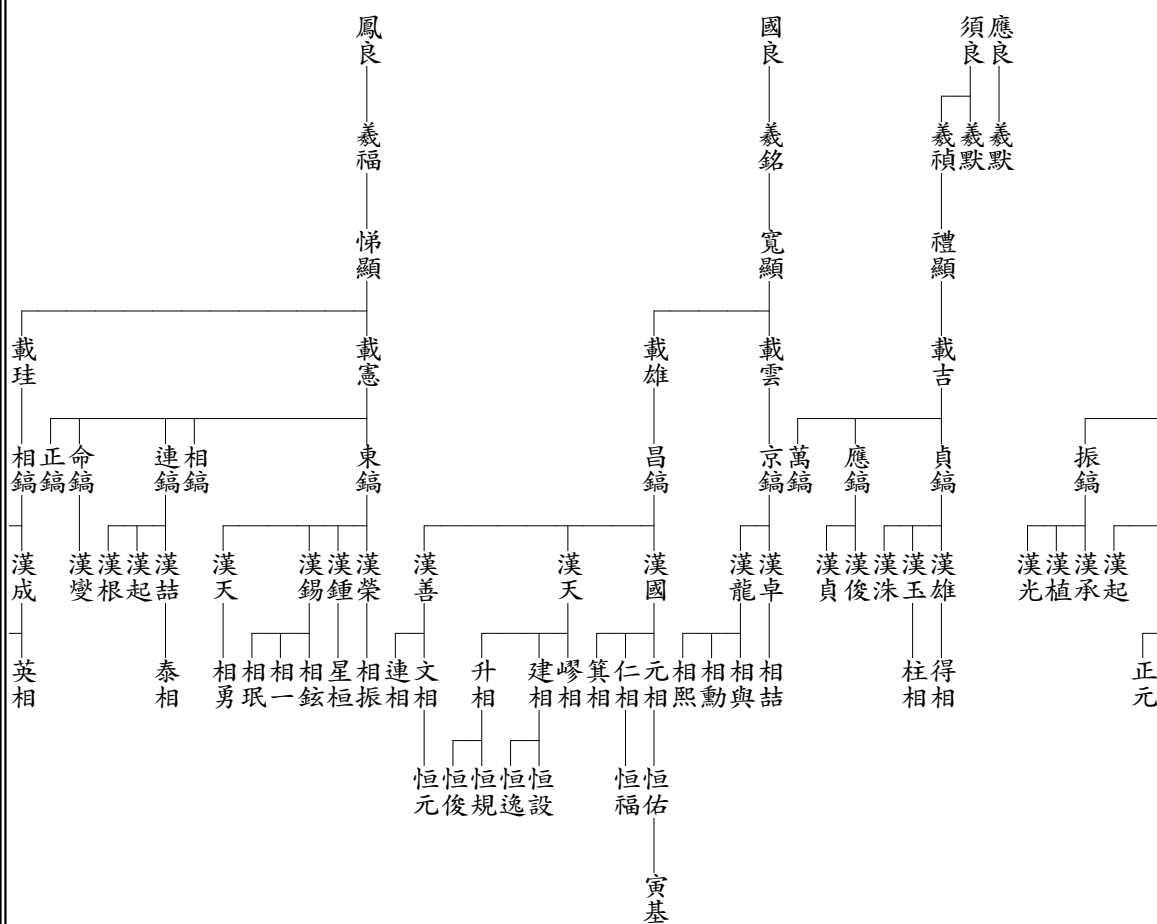 應良
須良
國良
鳳良
羲默
羲默
羲禎
羲銘
羲福
禮顯
寬顯
悌顯
載吉
載雲
載雄
載憲
載珪
振鎬
貞鎬
應鎬
萬鎬
京鎬
昌鎬
東鎬
相鎬
連鎬
命鎬
正鎬
相鎬
漢起
漢承
漢植
漢光
漢雄
漢玉
漢洙
漢俊
漢貞
漢卓
漢龍
漢國
漢天
漢善
漢榮
漢鍾
漢錫
漢天
漢喆
漢起
漢根
漢燮
漢成
正元
得相
柱相
相喆
相與
相勳
相熙
元相
仁相
箕相
嶛相
建相
升相
文相
連相
相振
星桓
相鉉
相一
相珉
相勇
泰相
英相
恒佑
恒福
恒設
恒逸
恒規
恒俊
恒元
寅基